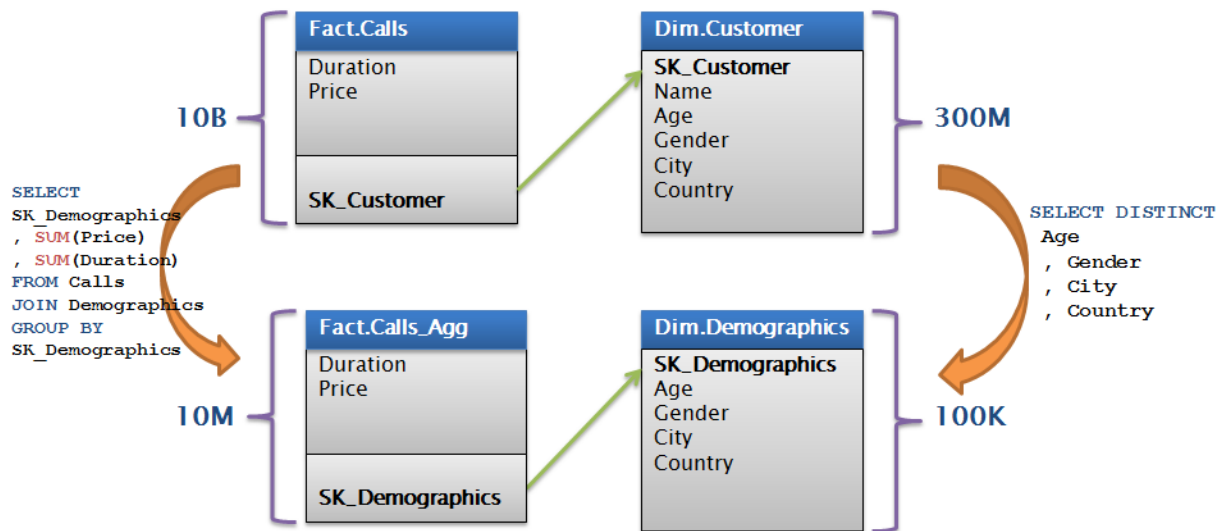 Fact.Calls
Duration
Price
SK_Customer
10B
Dim.Customer
SK_Customer
Name
Age
Gender
City
Country
300M
SELECT
SK_Demographics
, SUM(Price)
, SUM(Duration)
FROM Calls
JOIN Demographics
GROUP BY
SK_Demographics
SELECT DISTINCT
Age
, Gender
, City
, Country
Fact.Calls_Agg
Duration
Price
SK_Demographics
10M
Dim.Demographics
SK_Demographics
Age
Gender
City
Country
100K